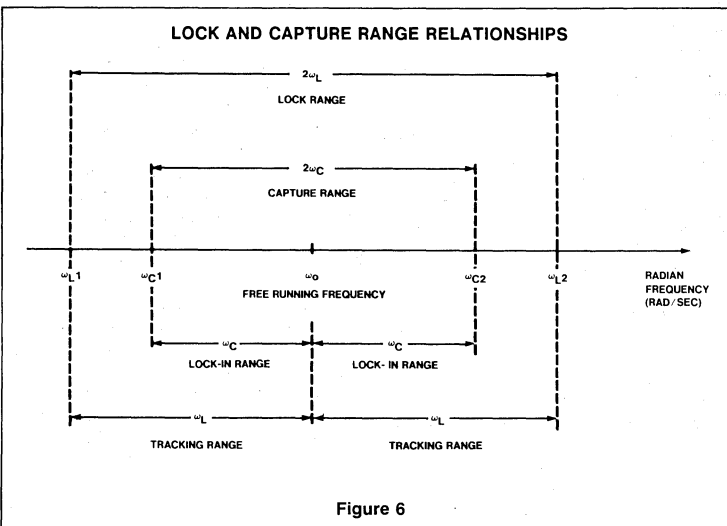 LOCK AND CAPTURE RANGE RELATIONSHIPS
2ωL
LOCK RANGE
2ωC
CAPTURE RANGE
ωL1 ωC1 ωo ωC2 ωL2 RADIAN
FREE RUNNING FREQUENCY FREQUENCY
(RAD/SEC)
ωC ωC
LOCK-IN RANGE LOCK- IN RANGE
ωL ωL
TRACKING RANGE TRACKING RANGE
Figure 6